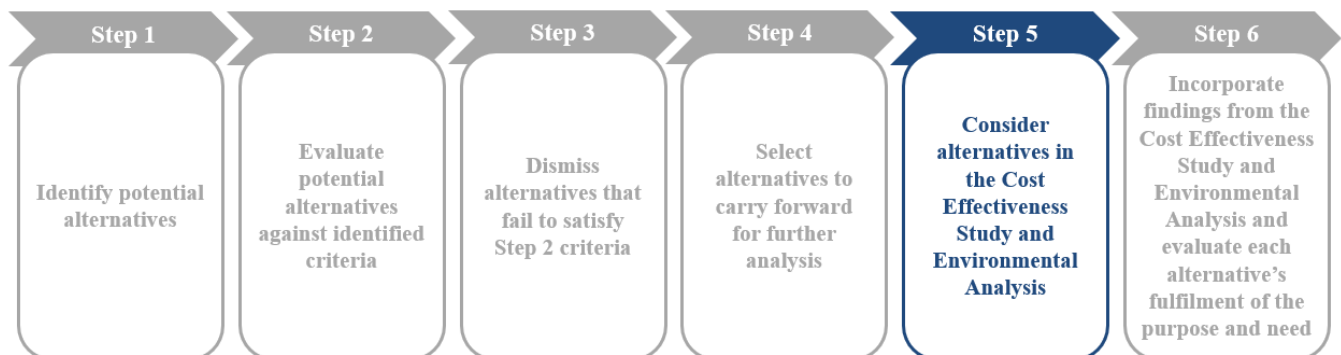 Step 1
Identify potential
alternatives
Step 2
Evaluate
potential
alternatives
against identified
criteria
Step 3
Dismiss
alternatives that
fail to satisfy
Step 2 criteria
Step 4
Select
alternatives to
carry forward
for further
analysis
Step 5
Consider
alternatives in
the Cost
Effectiveness
Study and
Environmental
Analysis
Step 6
Incorporate
findings from the
Cost Effectiveness
Study and
Environmental
Analysis and
evaluate each
alternative’s
fulfilment of the
purpose and need